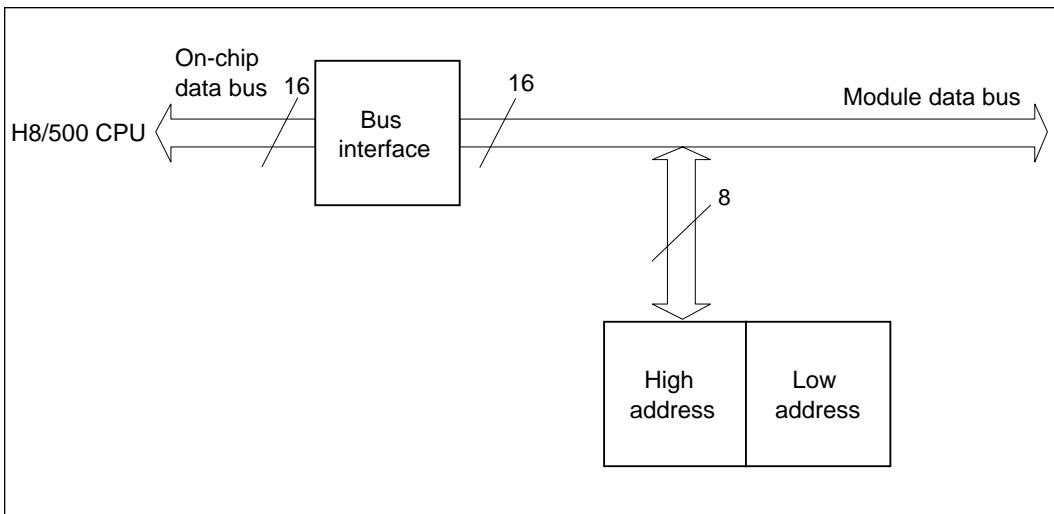 On-chip
data bus
16
16
Module data bus
H8/500 CPU
Bus
interface
8
High
address
Low
address